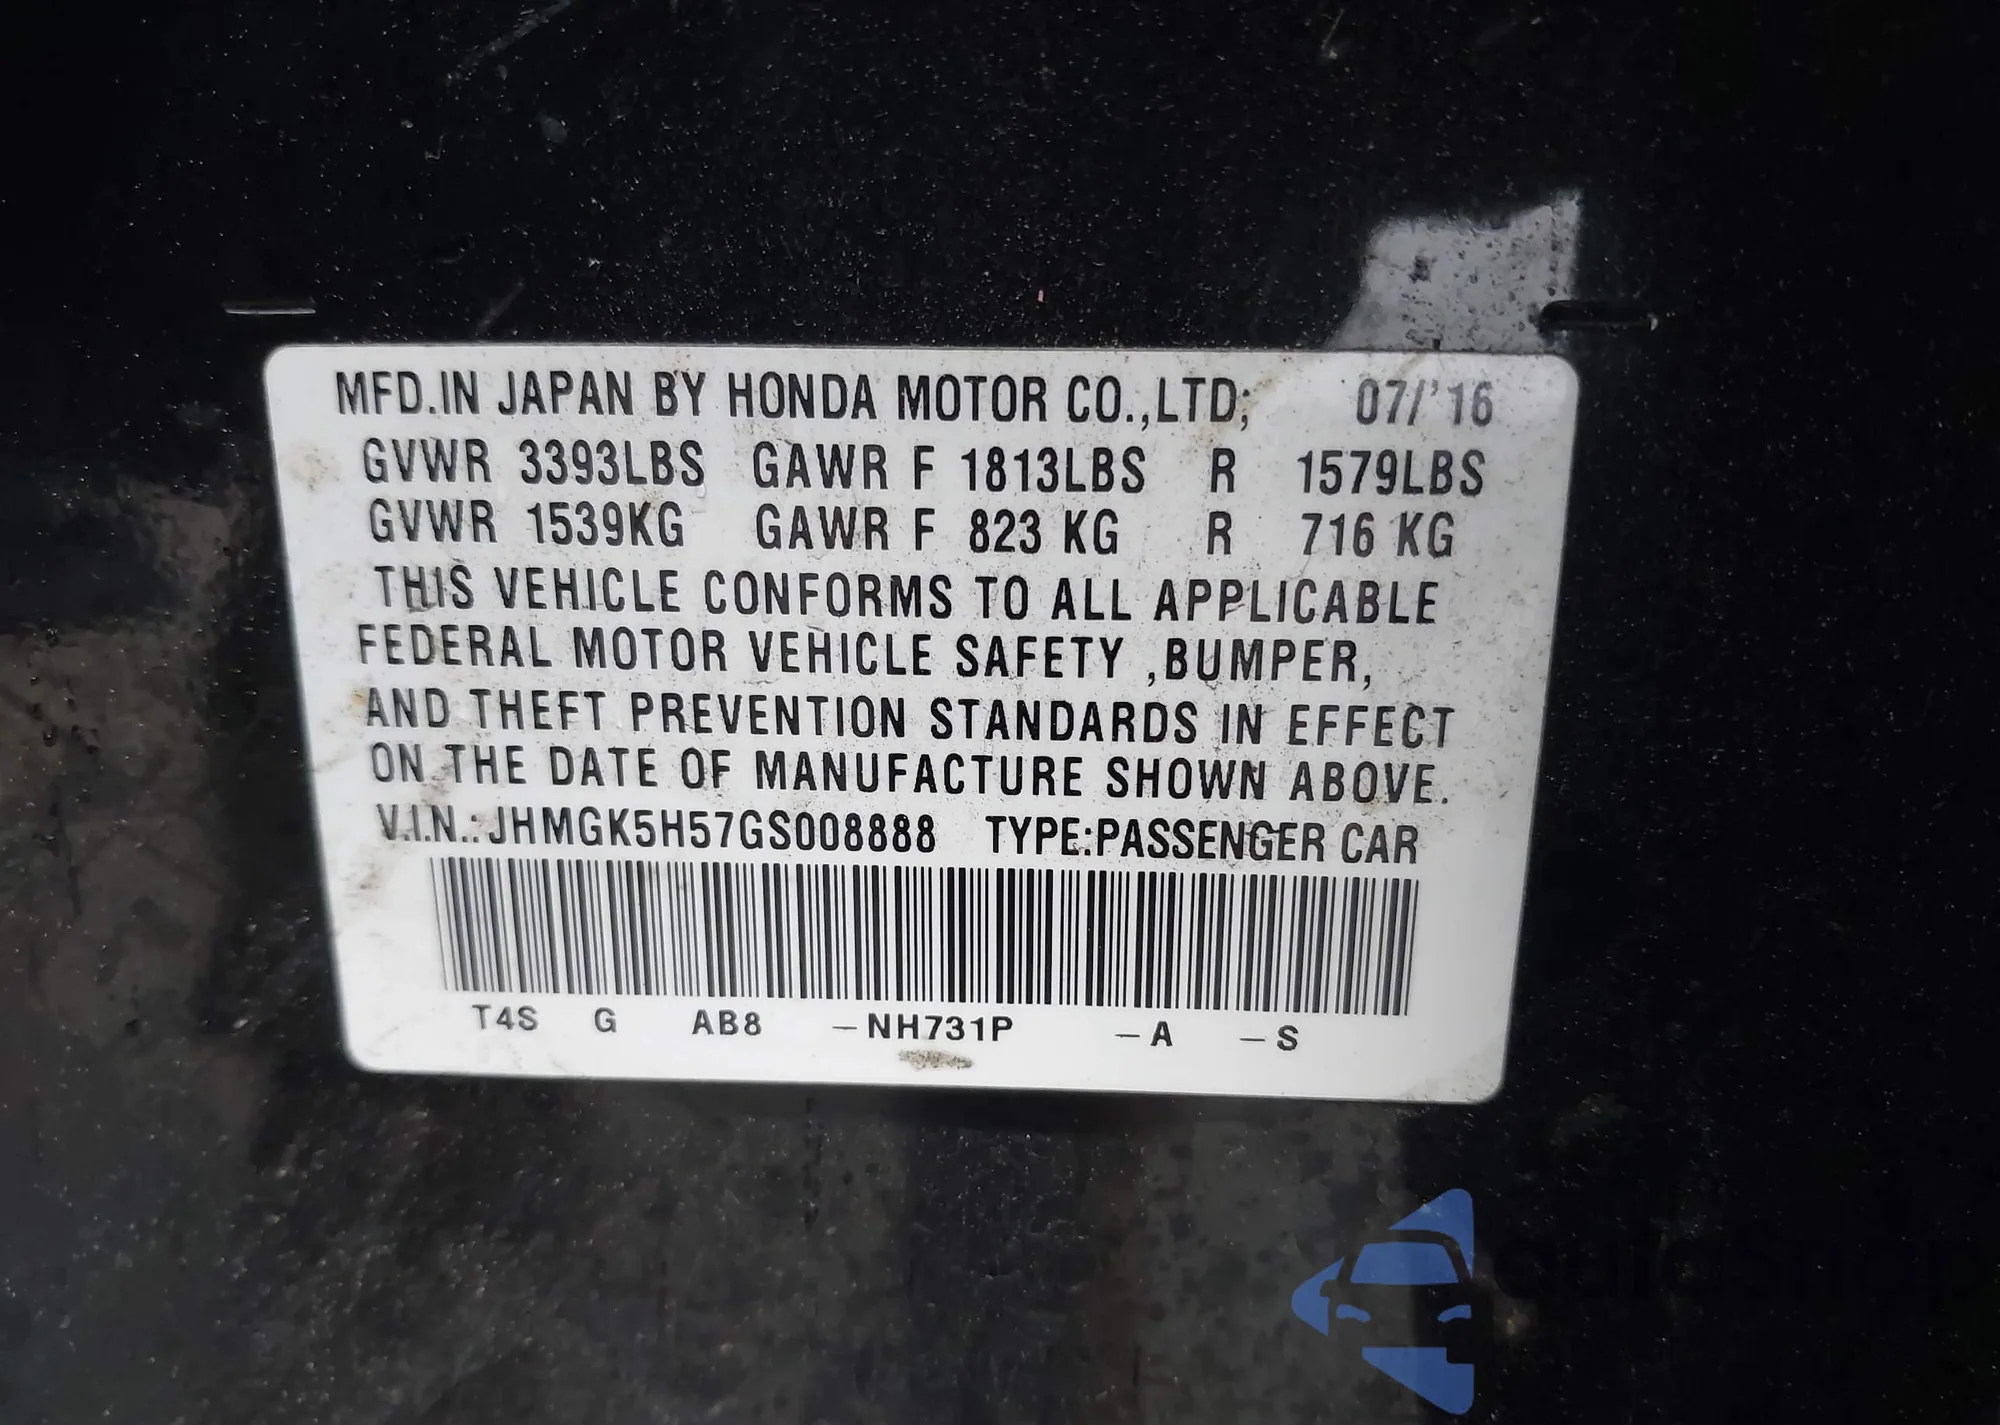 MFD.IN JAPAN BY HONDA MOTOR CO.,LTD; 07/'16
GVWR 3393LBS GAWR F 1813LBS R 1579LBS
GVWR 1539KG GAWR F 823 KG R 716 KG
THIS VEHICLE CONFORMS TO ALL APPLICABLE
FEDERAL MOTOR VEHICLE SAFETY ,BUMPER,
AND THEFT PREVENTION STANDARDS IN EFFECT
ON THE DATE OF MANUFACTURE SHOWN ABOVE.
V.I.N.:JHMGK5H57GS008888 TYPE:PASSENGER CAR
T4S G AB8 –NH731P –A –S